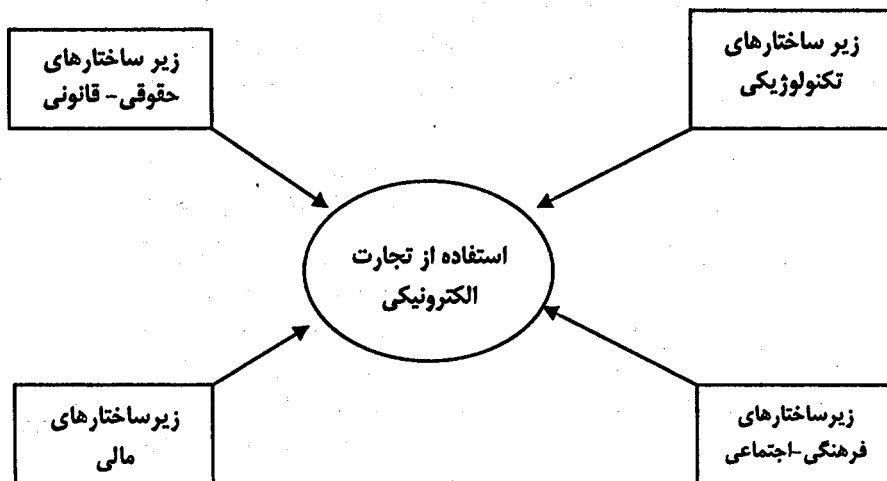 زیر ساختارهای
تکنولوژیکی
زیر ساختارهای
حقوقی- قانونی
استفاده از تجارت
الکترونیکی
زیرساختارهای
فرهنگی-اجتماعی
زیرساختارهای
مالی